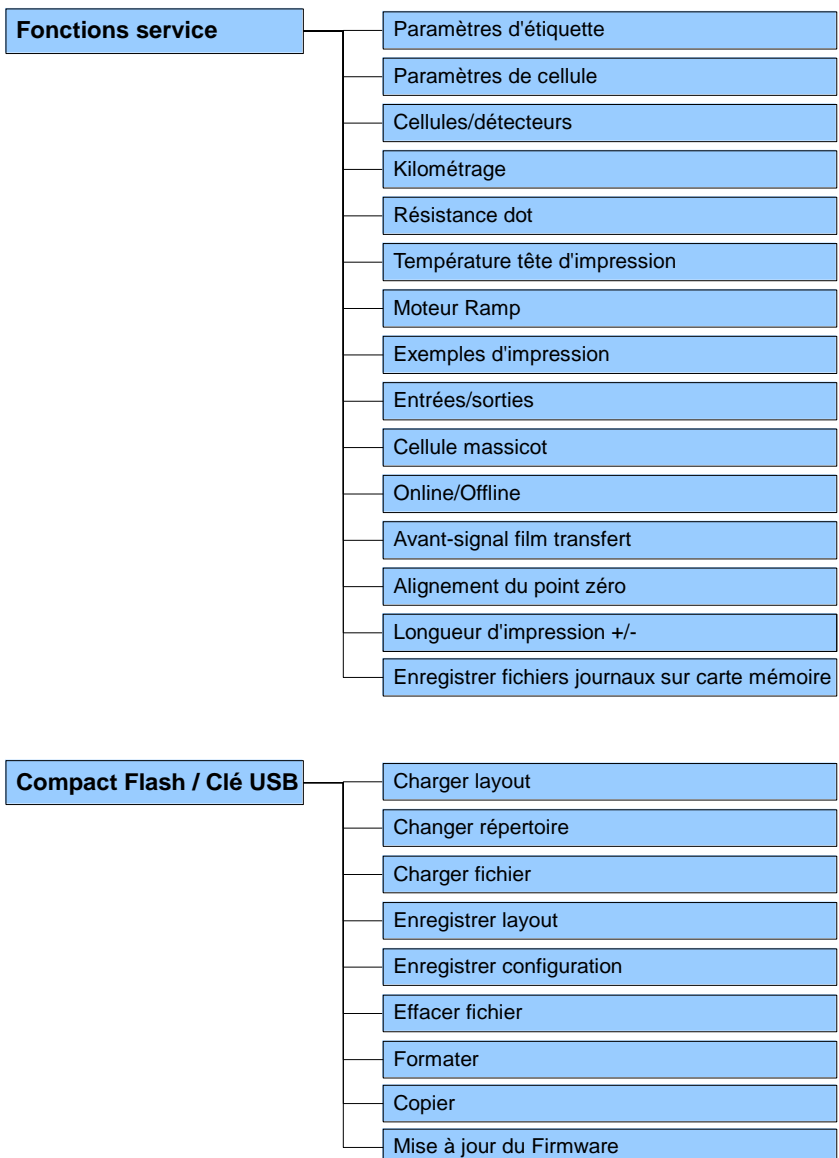 Fonctions service
Paramètres d'étiquette
Paramètres de cellule
Cellules/détecteurs
Kilométrage
Résistance dot
Température tête d'impression
Moteur Ramp
Exemples d'impression
Entrées/sorties
Cellule massicot
Online/Offline
Avant-signal film transfert
Alignement du point zéro
Longueur d'impression +/-
Enregistrer fichiers journaux sur carte mémoire
Compact Flash / Clé USB
Charger layout
Changer répertoire
Charger fichier
Enregistrer layout
Enregistrer configuration
Effacer fichier
Formater
Copier
Mise à jour du Firmware